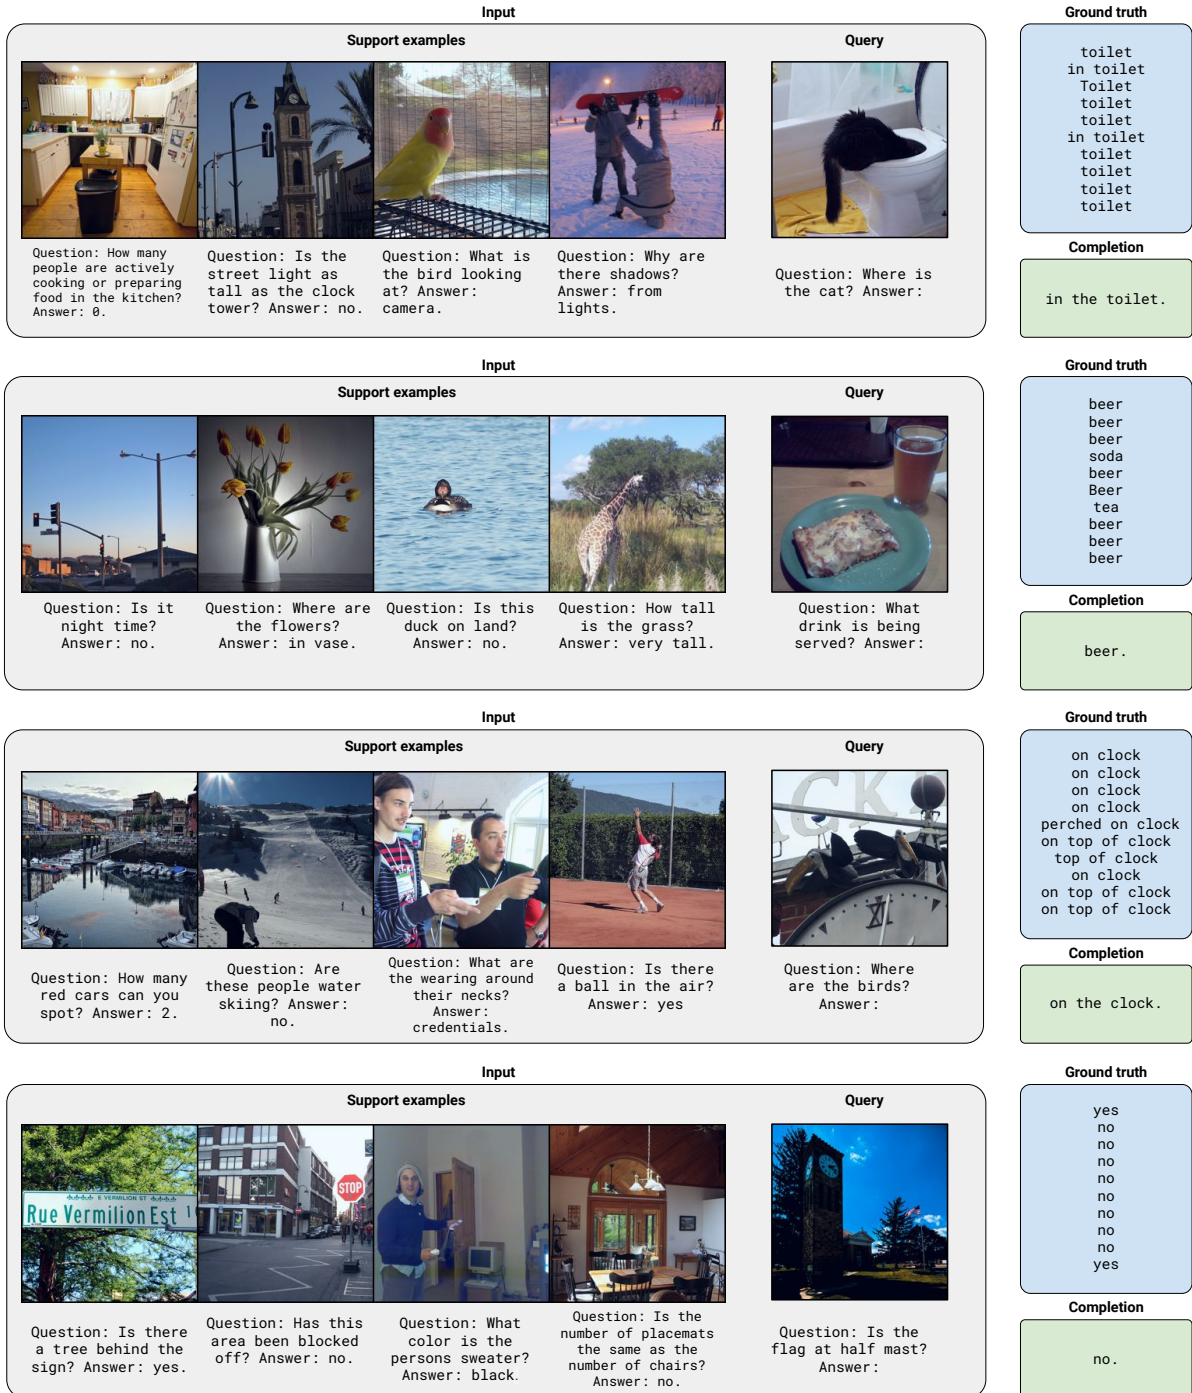 Input
Ground truth
Support examples
Query
Question: How many
people are actively
cooking or preparing
food in the kitchen?
Answer: 0.
Question: Is the
street light as
tall as the clock
tower? Answer: no.
Question: What is
the bird looking
at? Answer:
camera.
Question: Why are
there shadows?
Answer: from
lights.
Question: Where is
the cat? Answer:
toilet
in toilet
Toilet
toilet
toilet
in toilet
toilet
toilet
toilet
toilet
Completion
in the toilet.
Input
Ground truth
Support examples
Query
Question: Is it
night time?
Answer: no.
Question: Where are
the flowers?
Answer: in vase.
Question: Is this
duck on land?
Answer: no.
Question: How tall
is the grass?
Answer: very tall.
Question: What
drink is being
served? Answer:
beer
beer
beer
soda
beer
Beer
tea
beer
beer
beer
Completion
beer.
Input
Ground truth
Support examples
Query
ACK
XI
Question: How many
red cars can you
spot? Answer: 2.
Question: Are
these people water
skiing? Answer:
no.
Question: What are
the wearing around
their necks?
Answer:
credentials.
Question: Is there
a ball in the air?
Answer: yes
Question: Where
are the birds?
Answer:
on clock
on clock
on clock
on clock
perched on clock
on top of clock
top of clock
on clock
on top of clock
on top of clock
Completion
on the clock.
Input
Ground truth
Support examples
Query
E VERMILION ST
Rue Vermilion Est
STOP
Question: Is there
a tree behind the
sign? Answer: yes.
Question: Has this
area been blocked
off? Answer: no.
Question: What
color is the
persons sweater?
Answer: black.
Question: Is the
number of placemats
the same as the
number of chairs?
Answer: no.
Question: Is the
flag at half mast?
Answer:
yes
no
no
no
no
no
no
no
no
yes
Completion
no.